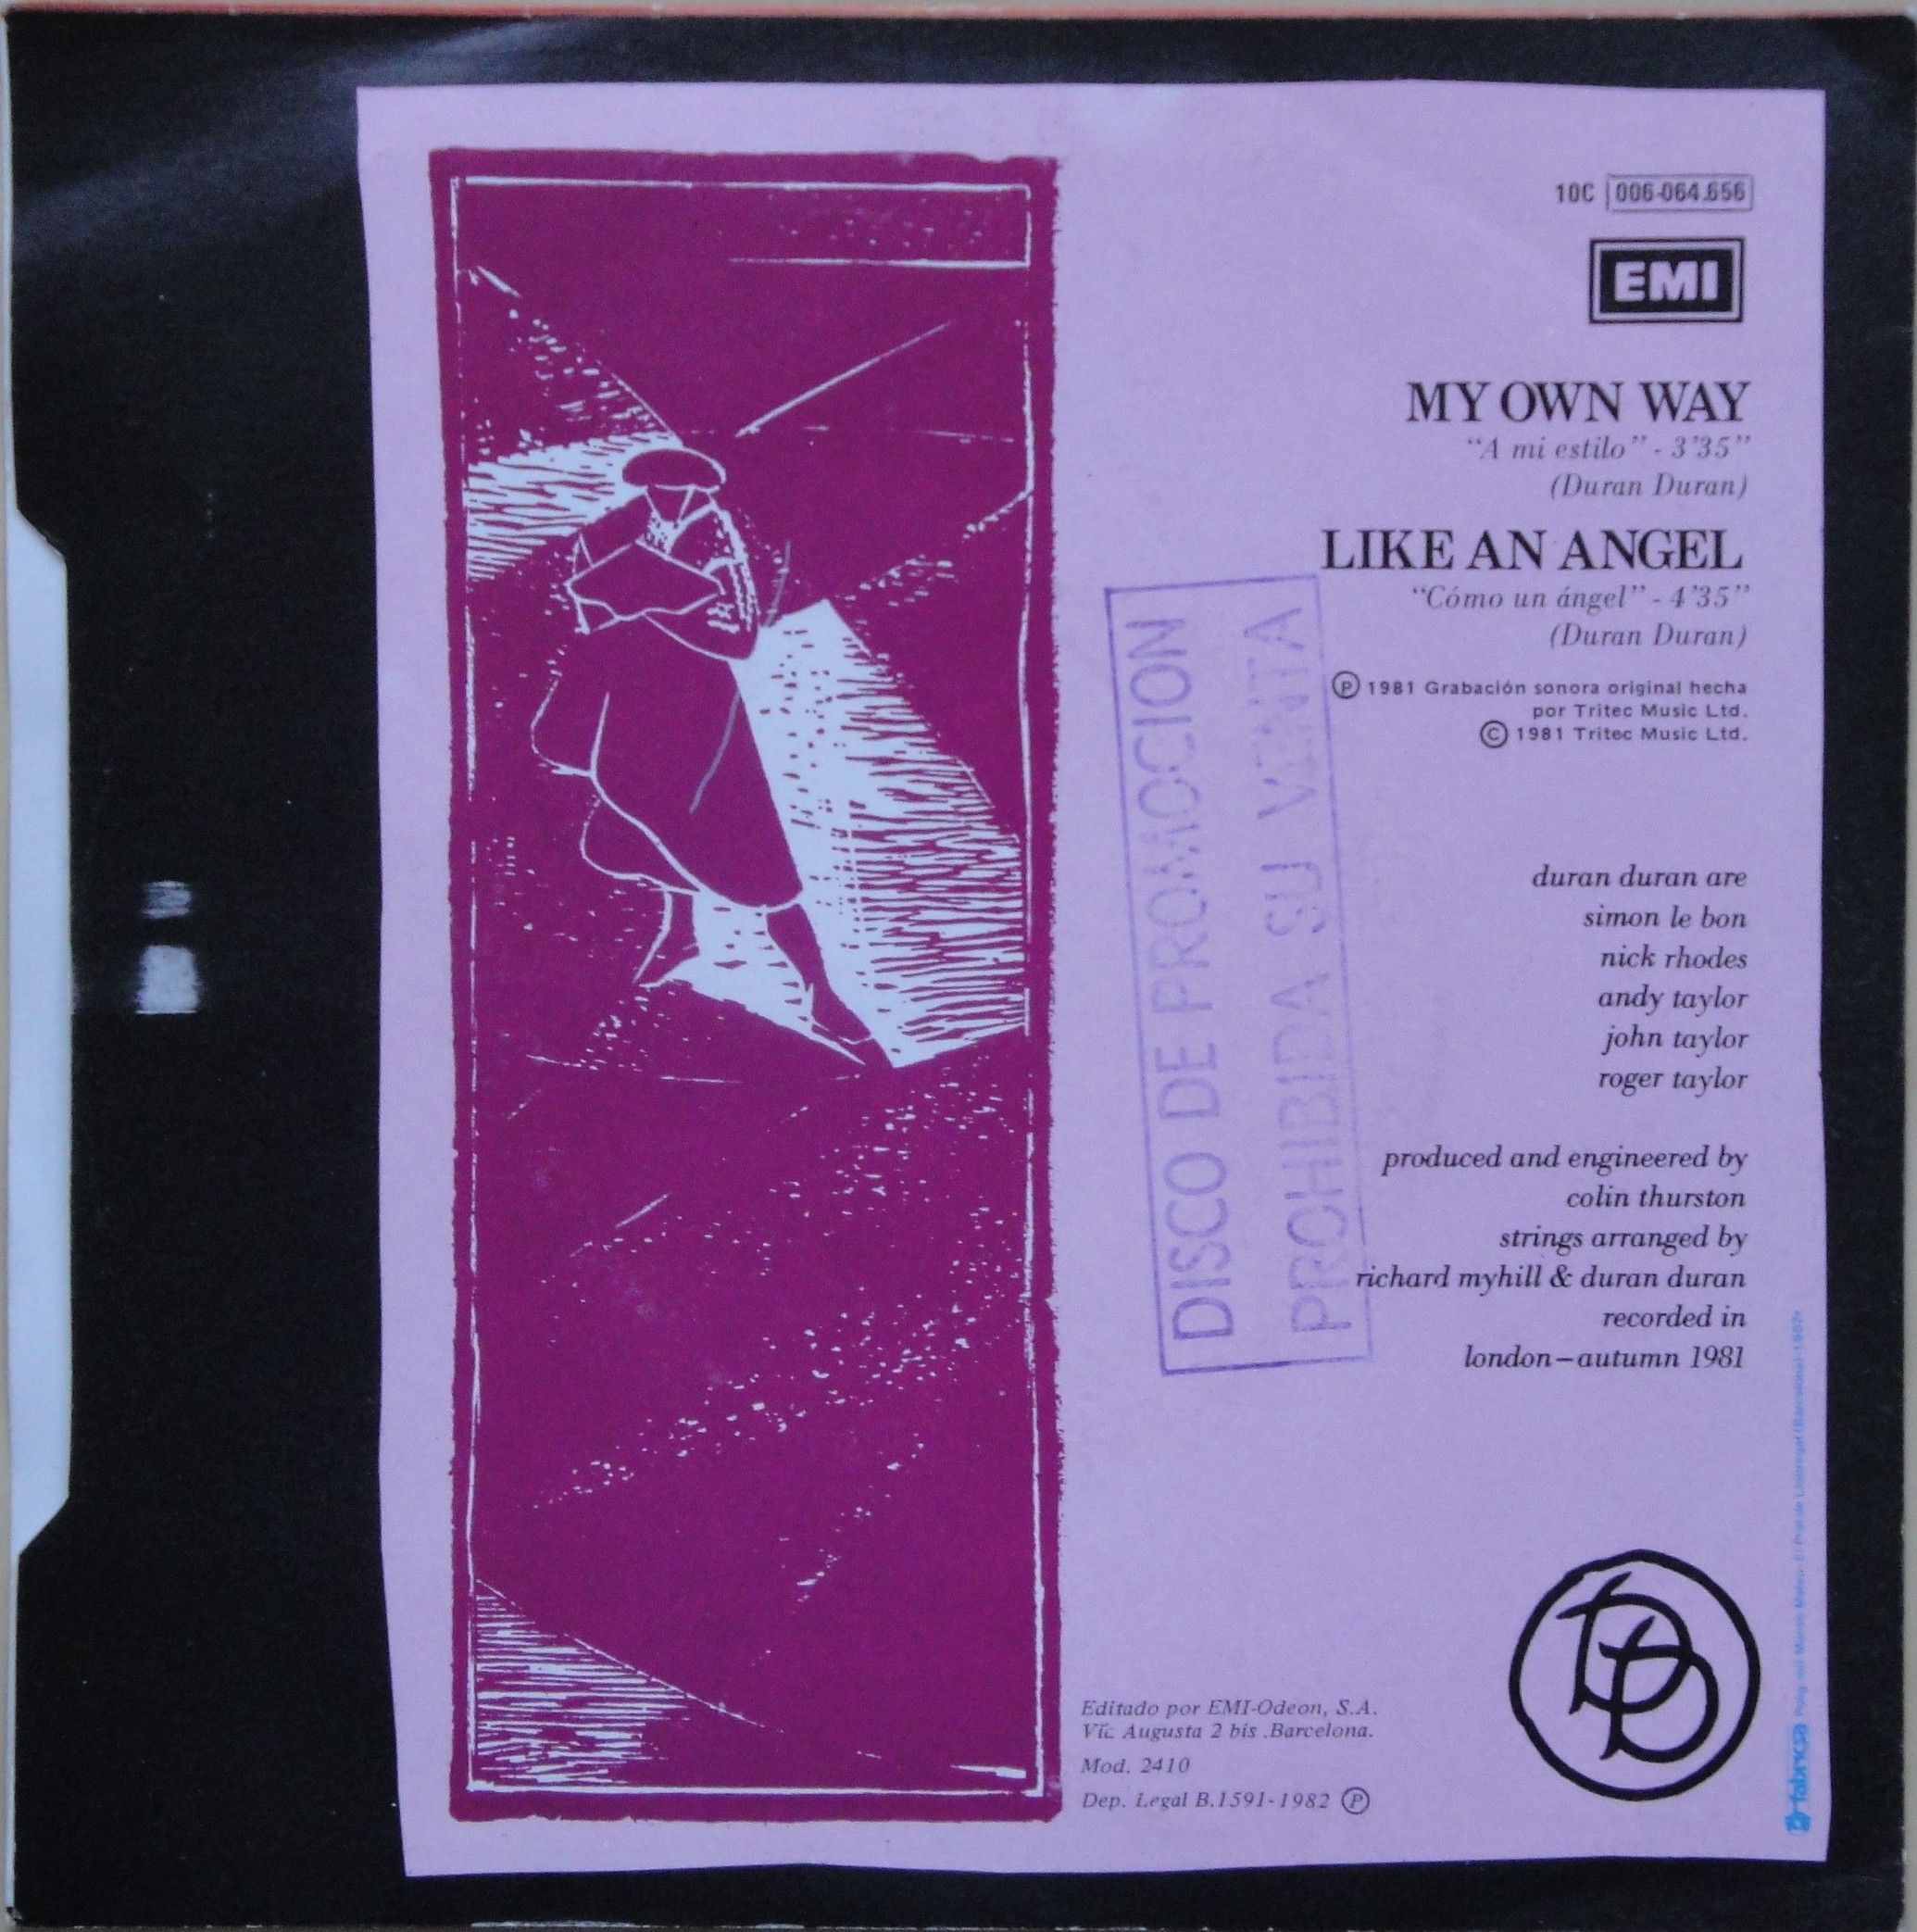 10C 006-064.656
EMI
MY OWN WAY
“A mi estilo” - 3’35”
(Duran Duran)
LIKE AN ANGEL
“Cómo un ángel” - 4’35”
(Duran Duran)
Ⓟ 1981 Grabación sonora original hecha
por Tritec Music Ltd.
© 1981 Tritec Music Ltd.
DISCO DE PROMOCION
PROHIBIDA SU VENTA
duran duran are
simon le bon
nick rhodes
andy taylor
john taylor
roger taylor
produced and engineered by
colin thurston
strings arranged by
richard myhill & duran duran
recorded in
london–autumn 1981
DD
Editado por EMI-Odeon, S.A.
Augusta 2 bis .Barcelona.
Mod. 2410
Dep. Legal B.1591-1982 Ⓟ
fabricsa